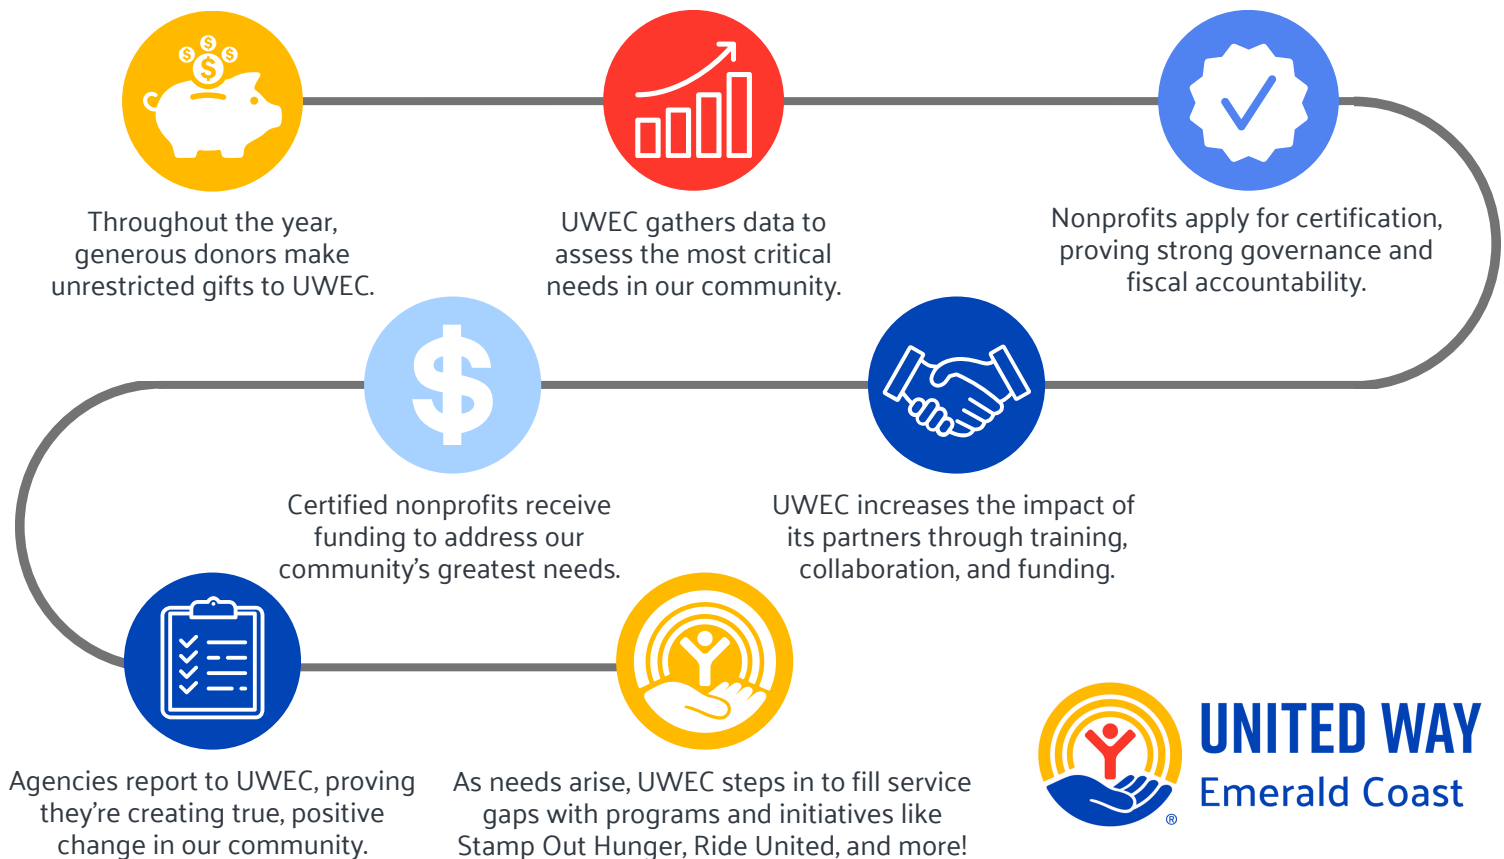 Throughout the year,
generous donors make
unrestricted gifts to UWEC.
UWEC gathers data to
assess the most critical
needs in our community.
Nonprofits apply for certification,
proving strong governance and
fiscal accountability.
UWEC increases the impact of
its partners through training,
collaboration, and funding.
Certified nonprofits receive
funding to address our
community's greatest needs.
Agencies report to UWEC, proving
they're creating true, positive
change in our community.
As needs arise, UWEC steps in to fill service
gaps with programs and initiatives like
Stamp Out Hunger, Ride United, and more!
UNITED WAY
Emerald Coast
®
$ $ $
$
$